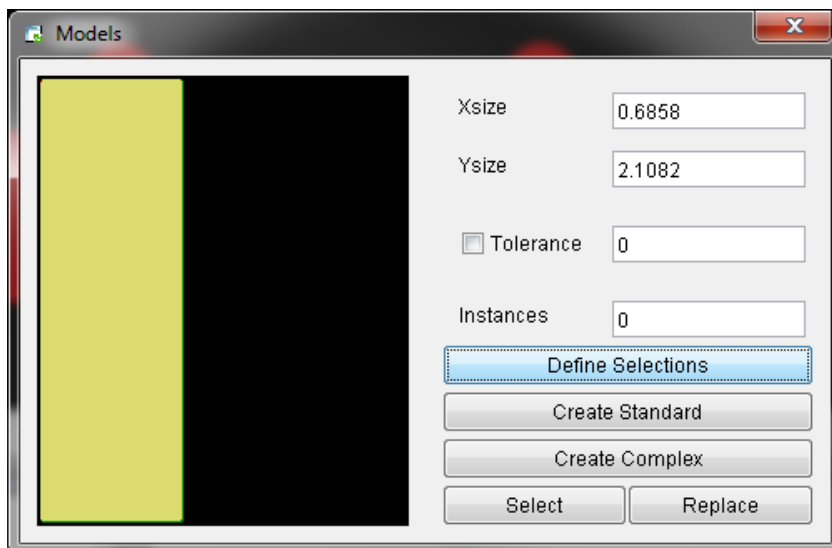 Models
Xsize 0.6858
Ysize 2.1082
Tolerance 0
Instances 0
Define Selections
Create Standard
Create Complex
Select Replace